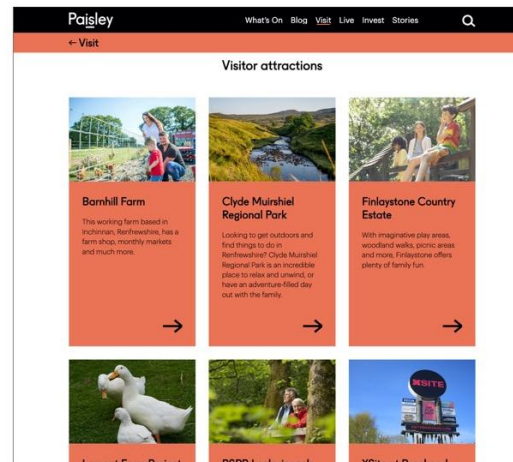 Paisley
What's On Blog Visit Live Invest Stories
← Visit
Visitor attractions
Barnhill Farm
This working farm based in
Inchinnan, Renfrewshire, has a
farm shop, monthly markets
and much more.
Clyde Muirshiel
Regional Park
Looking to get outdoors and
find things to do in
Renfrewshire? Clyde Muirshiel
Regional Park is an incredible
place to relax and unwind, or
have an adventure-filled day
out with the family.
Finlaystone Country
Estate
With imaginative play areas,
woodland walks, picnic areas
and more, Finlaystone offers
plenty of family fun.
XSITE